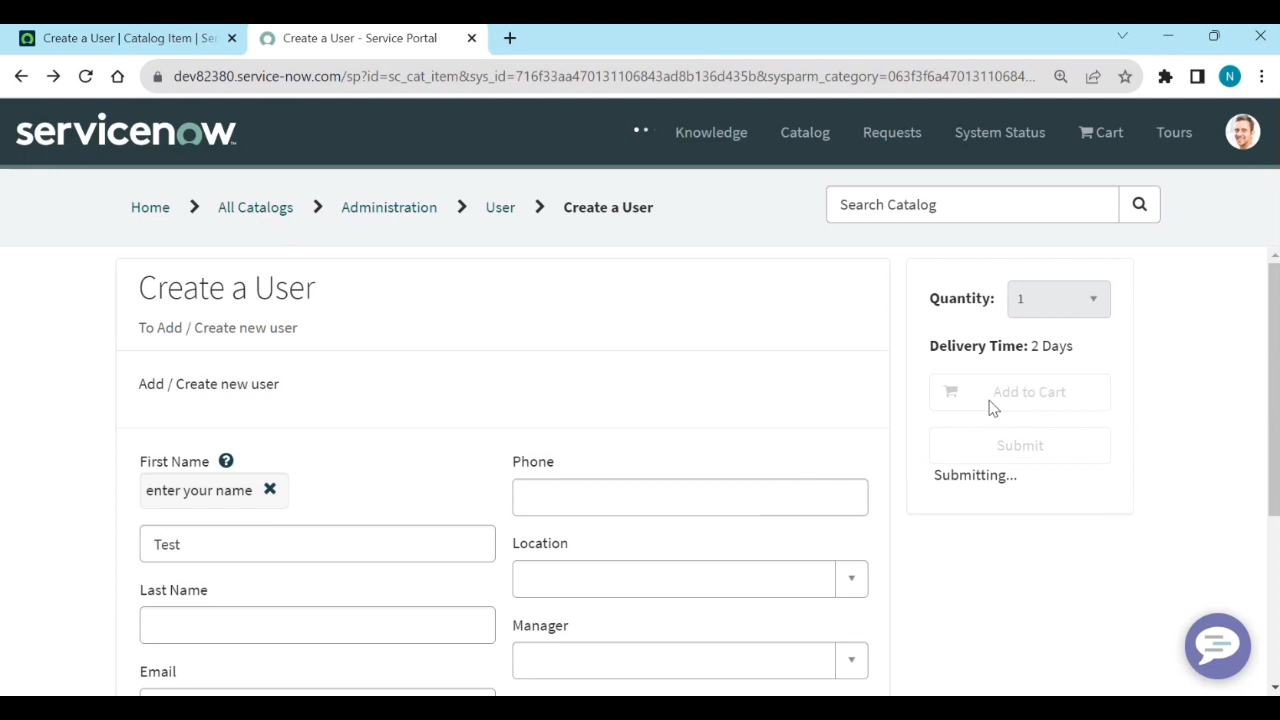 Create a User | Catalog Item | Ser
Create a User - Service Portal
dev82380.service-now.com/sp?id=sc_cat_item&sys_id=716f33aa470131106843ad8b136d435b&sysparm_category=063f3f6a47013110684...
N
servicenow
Knowledge
Catalog
Requests
System Status
Cart
Tours
Home
All Catalogs
Administration
User
Create a User
Search Catalog
Create a User
To Add / Create new user
Add / Create new user
First Name ?
enter your name
Test
Last Name
Email
Phone
Location
Manager
Quantity: 1
Delivery Time: 2 Days
Add to Cart
Submit
Submitting...